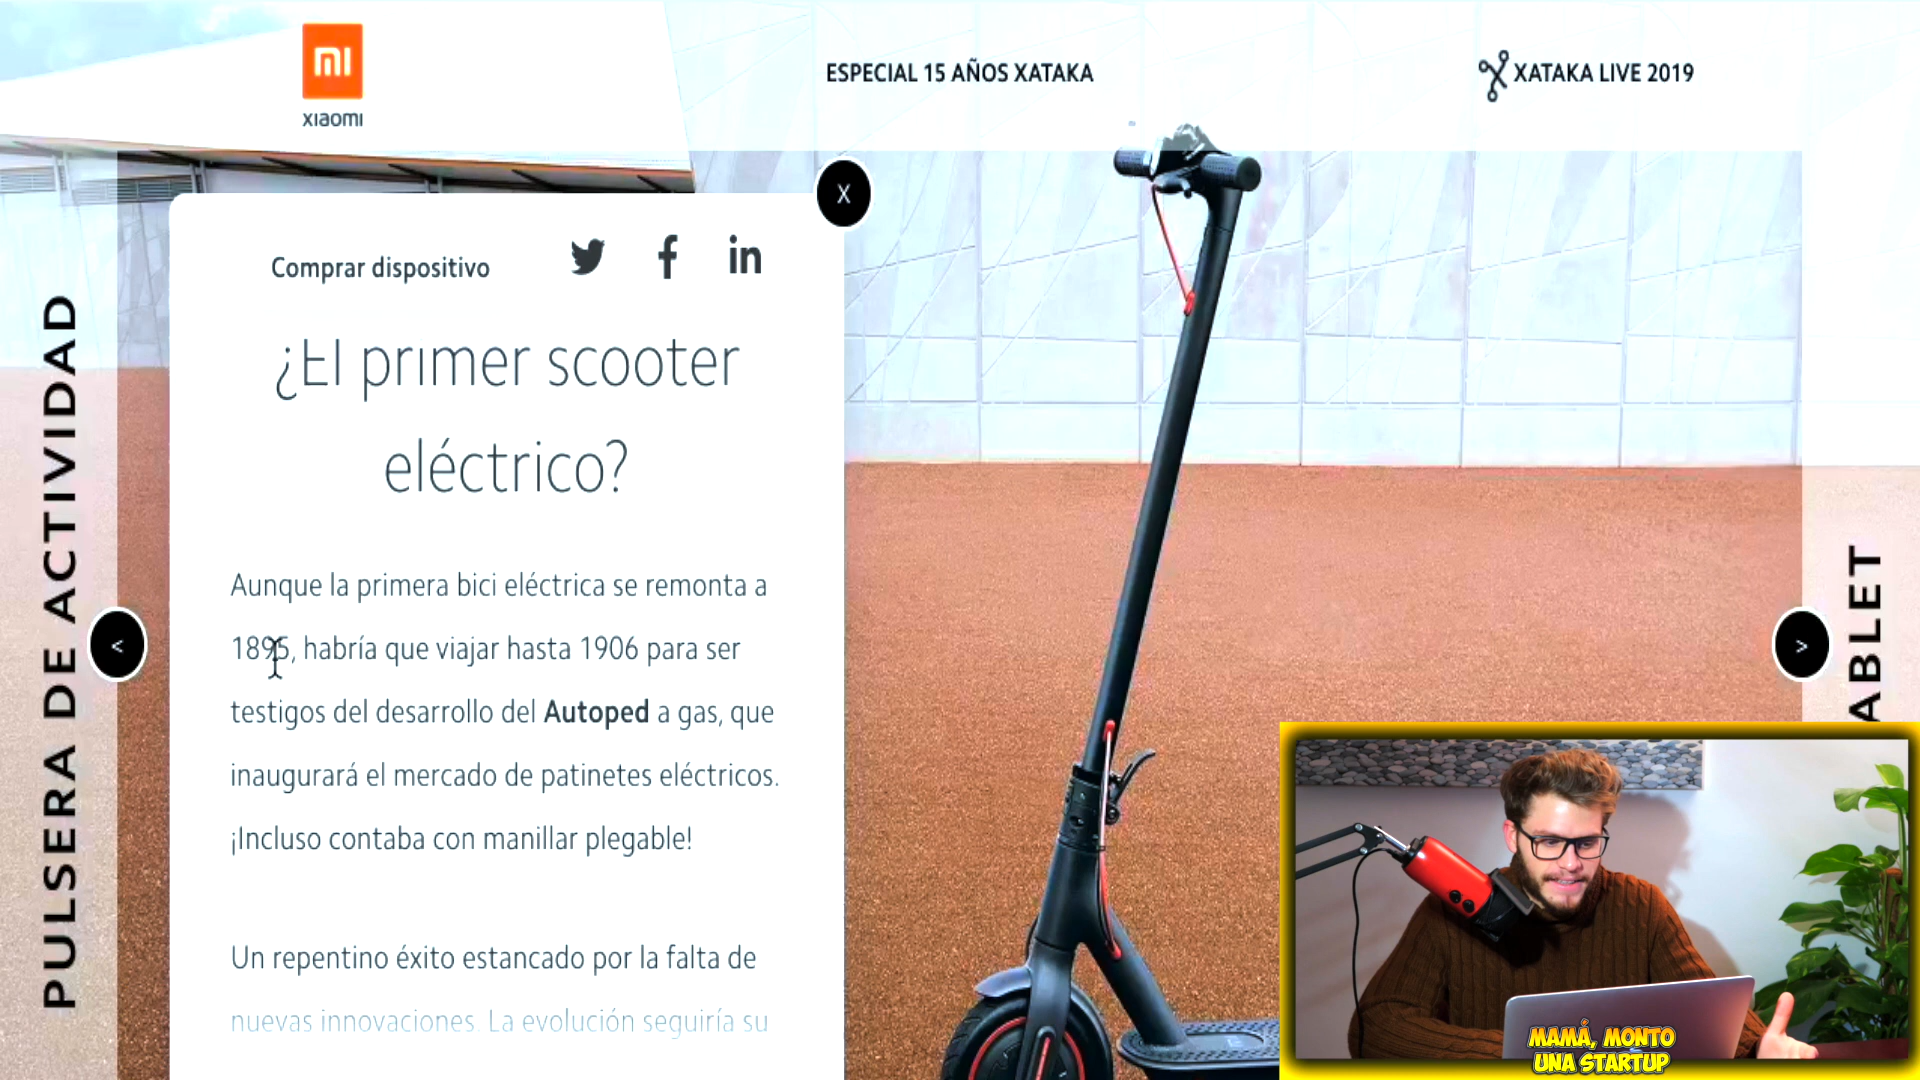 mi
xiaomi
ESPECIAL 15 AÑOS XATAKA
XATAKA LIVE 2019
X
Comprar dispositivo
¿El primer scooter
eléctrico?
Aunque la primera bici eléctrica se remonta a
1895, habría que viajar hasta 1906 para ser
testigos del desarrollo del Autoped a gas, que
inaugurará el mercado de patinetes eléctricos.
¡Incluso contaba con manillar plegable!
Un repentino éxito estancado por la falta de
nuevas innovaciones. La evolución seguiría su
PULSERA DE ACTIVIDAD
<
>
ABLET
MAMÁ, MONTO
UNA STARTUP